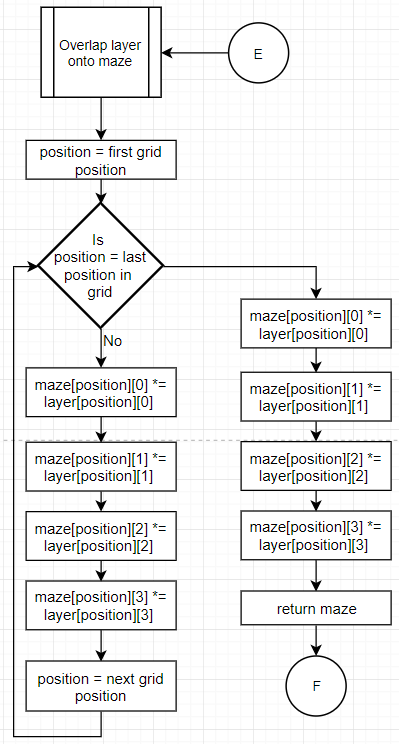 Overlap layer
onto maze
E
position = first grid
position
Is
position = last
position in
grid
No
maze[position][0] *=
layer[position][0]
maze[position][1] *=
layer[position][1]
maze[position][2] *=
layer[position][2]
maze[position][3] *=
layer[position][3]
position = next grid
position
maze[position][0] *=
layer[position][0]
maze[position][1] *=
layer[position][1]
maze[position][2] *=
layer[position][2]
maze[position][3] *=
layer[position][3]
return maze
F